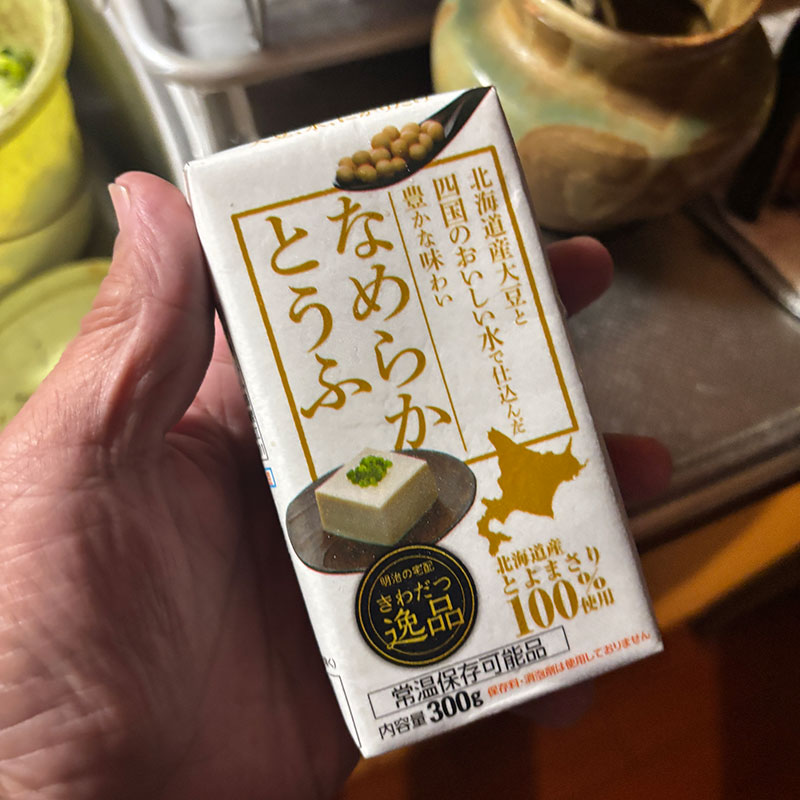 北海道産大豆と
四国のおいしい水で仕込んだ
豊かな味わい
なめらか
とうふ
北海道産
とよまさり
100%使用
明治の宅配
きわだつ
逸品
常温保存可能品
保存料・消泡剤は使用しておりません
内容量300g